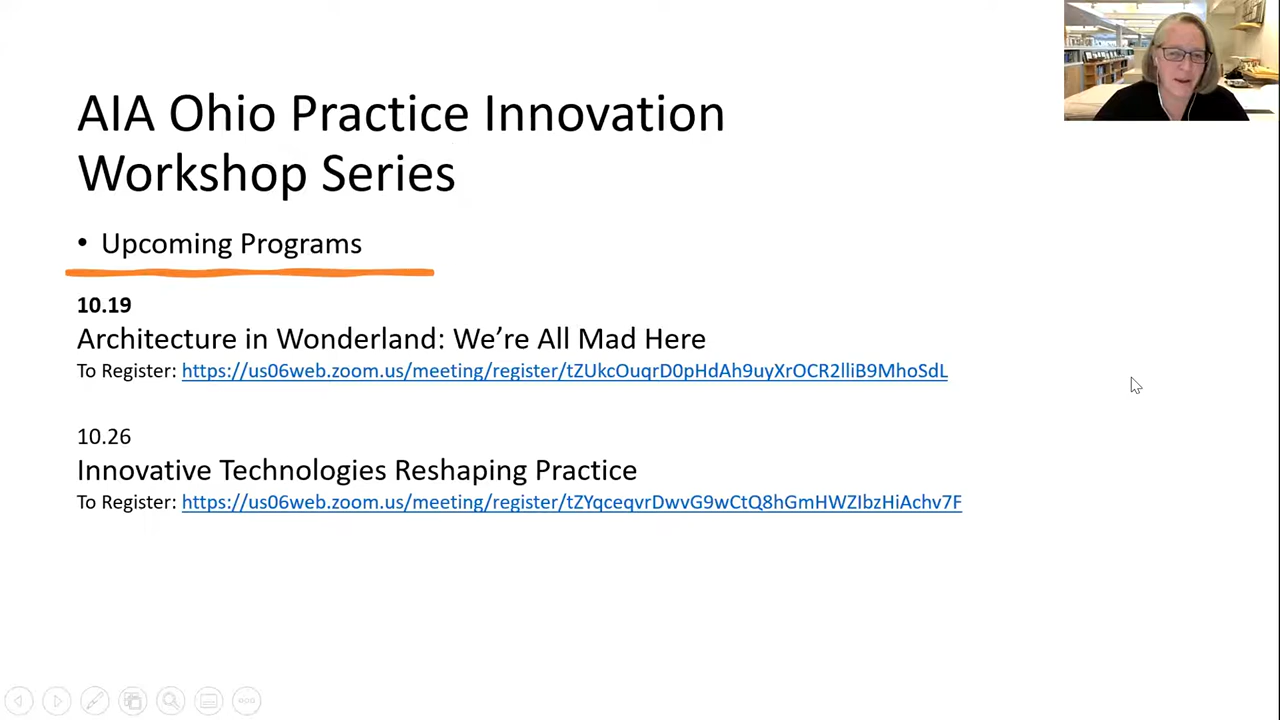 AIA Ohio Practice Innovation
Workshop Series
• Upcoming Programs
10.19
Architecture in Wonderland: We’re All Mad Here
To Register: https://us06web.zoom.us/meeting/register/tZUkcOuqrD0pHdAh9uyXrOCR2lliB9MhoSdL
10.26
Innovative Technologies Reshaping Practice
To Register: https://us06web.zoom.us/meeting/register/tZYqceqvrDwvG9wCtQ8hGmHWZIbzHiAchv7F